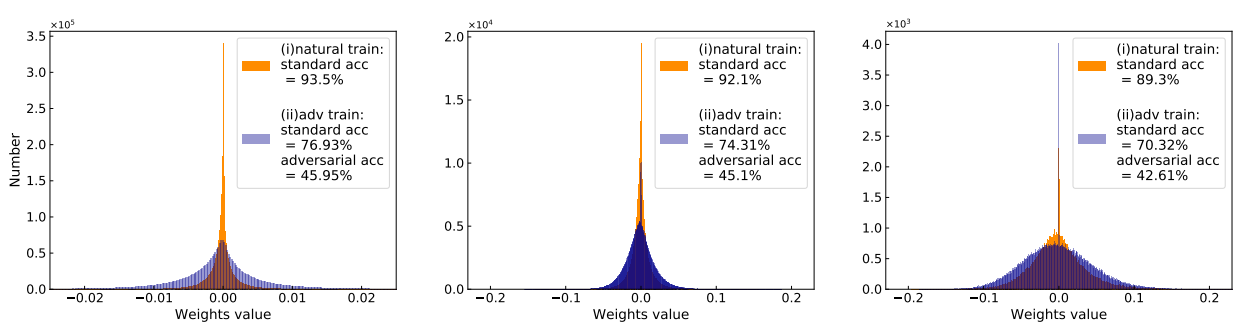 ×10⁵
3.5
3.0
2.5
2.0
1.5
1.0
0.5
0.0
Number
−0.02
−0.01
0.00
0.01
0.02
Weights value
(i)natural train:
standard acc
= 93.5%
(ii)adv train:
standard acc
= 76.93%
adversarial acc
= 45.95%
×10⁴
2.0
1.5
1.0
0.5
0.0
−0.2
−0.1
0.0
0.1
0.2
Weights value
(i)natural train:
standard acc
= 92.1%
(ii)adv train:
standard acc
= 74.31%
adversarial acc
= 45.1%
×10³
4.0
3.5
3.0
2.5
2.0
1.5
1.0
0.5
0.0
−0.2
−0.1
0.0
0.1
0.2
Weights value
(i)natural train:
standard acc
= 89.3%
(ii)adv train:
standard acc
= 70.32%
adversarial acc
= 42.61%